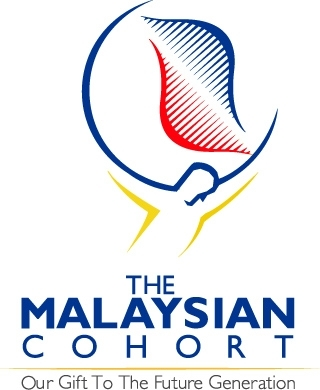 THE
MALAYSIAN
COHORT
Our Gift To The Future Generation